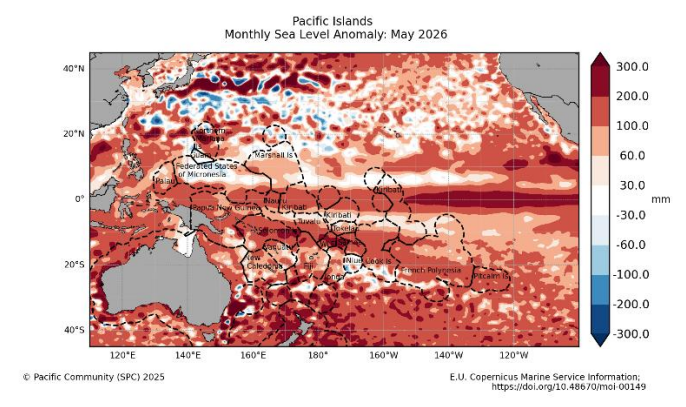 Pacific Islands
Monthly Sea Level Anomaly: May 2026
40°N
20°N
0°
20°S
40°S
120°E
140°E
160°E
180°
160°W
140°W
120°W
Northern
Guam
Marshall Is
Federated States
of Micronesia
Palau
Kiribati
Nauru
Papua New Guinea
Kiribati
Kiribati
Tuvalu
Tokelau
Vanuatu
New
Caledonia
Fiji
Tonga
Niue
Cook Is
French Polynesia
Pitcairn Is
300.0
200.0
100.0
60.0
30.0
-30.0
-60.0
-100.0
-200.0
-300.0
mm
© Pacific Community (SPC) 2025
E.U. Copernicus Marine Service Information;
https://doi.org/10.48670/moi-00149